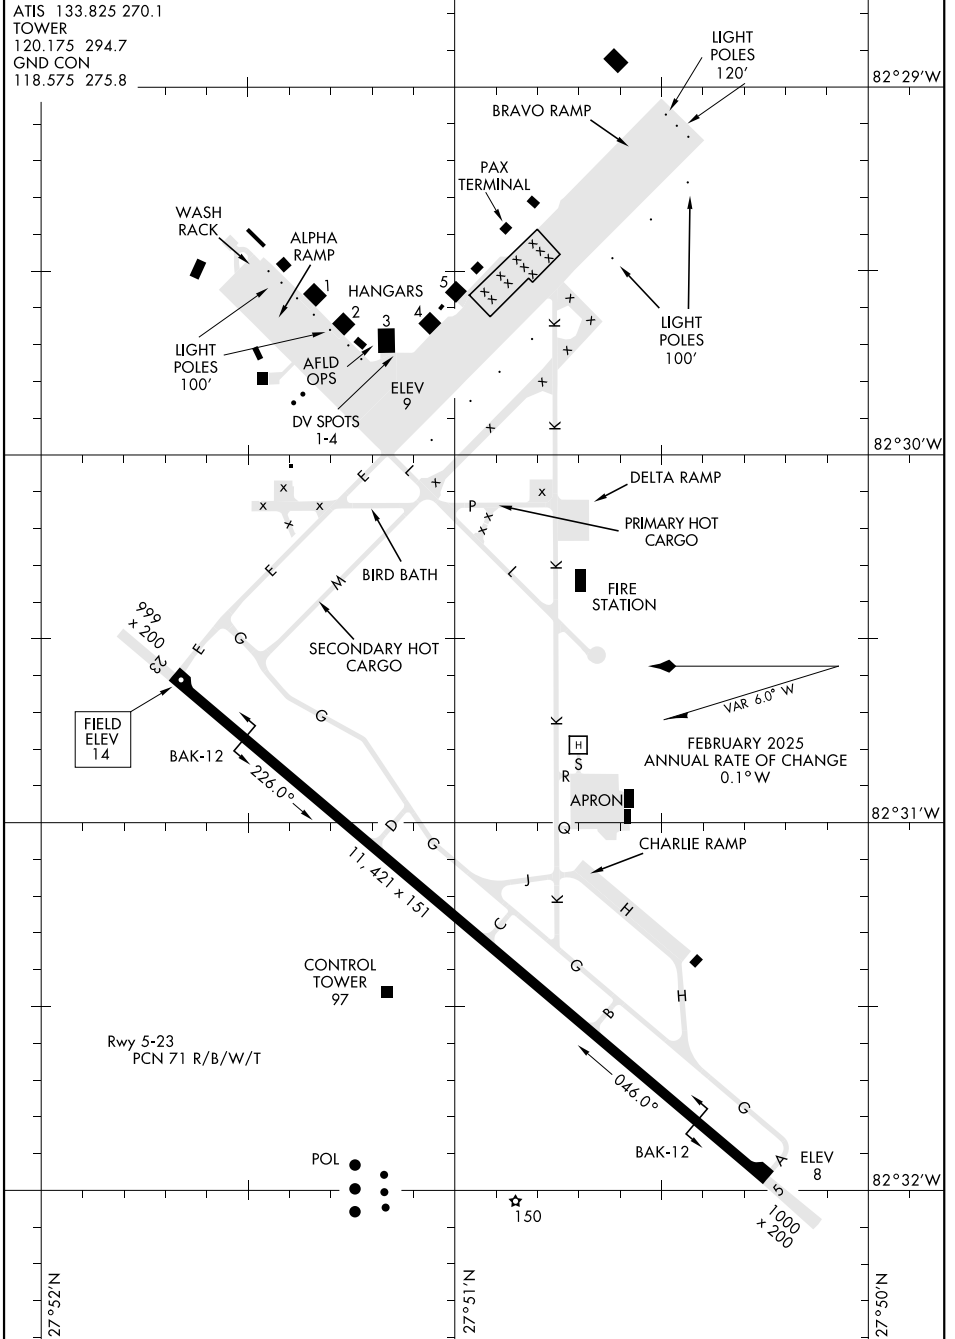 ATIS 133.825 270.1
TOWER
120.175 294.7
GND CON
118.575 275.8
LIGHT
POLES
120'
82°29'W
BRAVO RAMP
PAX
TERMINAL
WASH
RACK
ALPHA
RAMP
HANGARS
1
2
3
4
5
LIGHT
POLES
100'
AFLD
OPS
ELEV
9
DV SPOTS
1-4
LIGHT
POLES
100'
x x x x x x x x x x
K
x x x x x
K
82°30'W
E
L
x
x
x
x
x
P
x
x
x
DELTA RAMP
PRIMARY HOT
CARGO
BIRD BATH
E
M
L
K
FIRE
STATION
SECONDARY HOT
CARGO
999
x 200
23
E
G
G
FIELD
ELEV
14
BAK-12
226.0°
K
H
S
R
APRON
Q
VAR 6.0° W
FEBRUARY 2025
ANNUAL RATE OF CHANGE
0.1° W
82°31'W
D
G
11, 421 x 151
J
CHARLIE RAMP
K
H
C
G
H
B
CONTROL
TOWER
97
Rwy 5-23
PCN 71 R/B/W/T
046.0°
G
BAK-12
A
ELEV
8
5
1000
x 200
POL
150
82°32'W
27°52'N
27°51'N
27°50'N